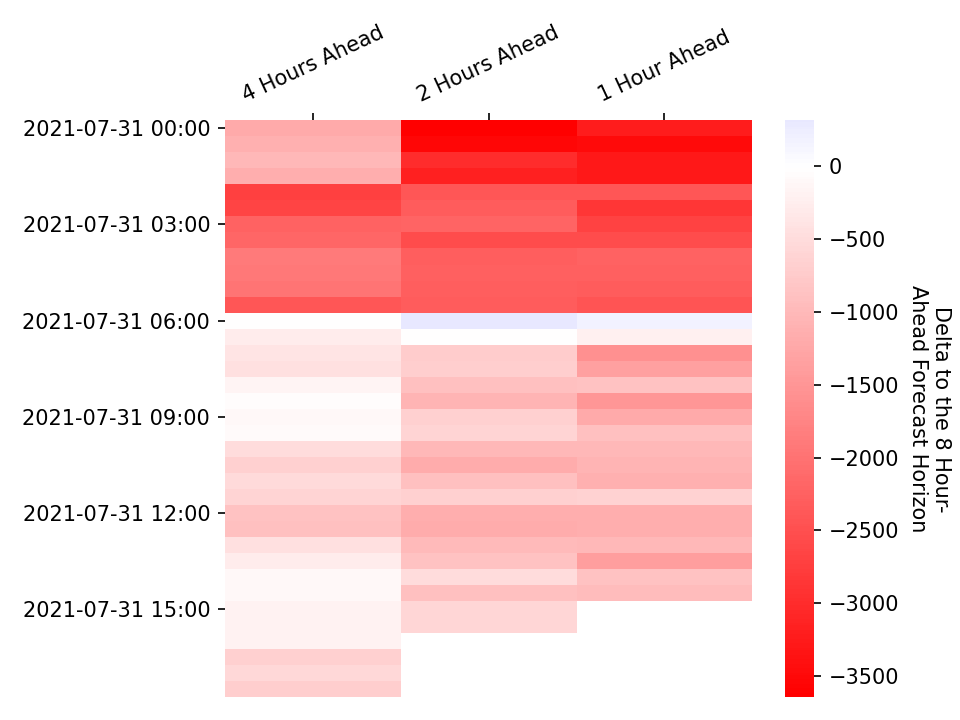 4 Hours Ahead
2 Hours Ahead
1 Hour Ahead
2021-07-31 00:00
2021-07-31 03:00
2021-07-31 06:00
2021-07-31 09:00
2021-07-31 12:00
2021-07-31 15:00
0
−500
−1000
−1500
−2000
−2500
−3000
−3500
Delta to the 8 Hour-
Ahead Forecast Horizon